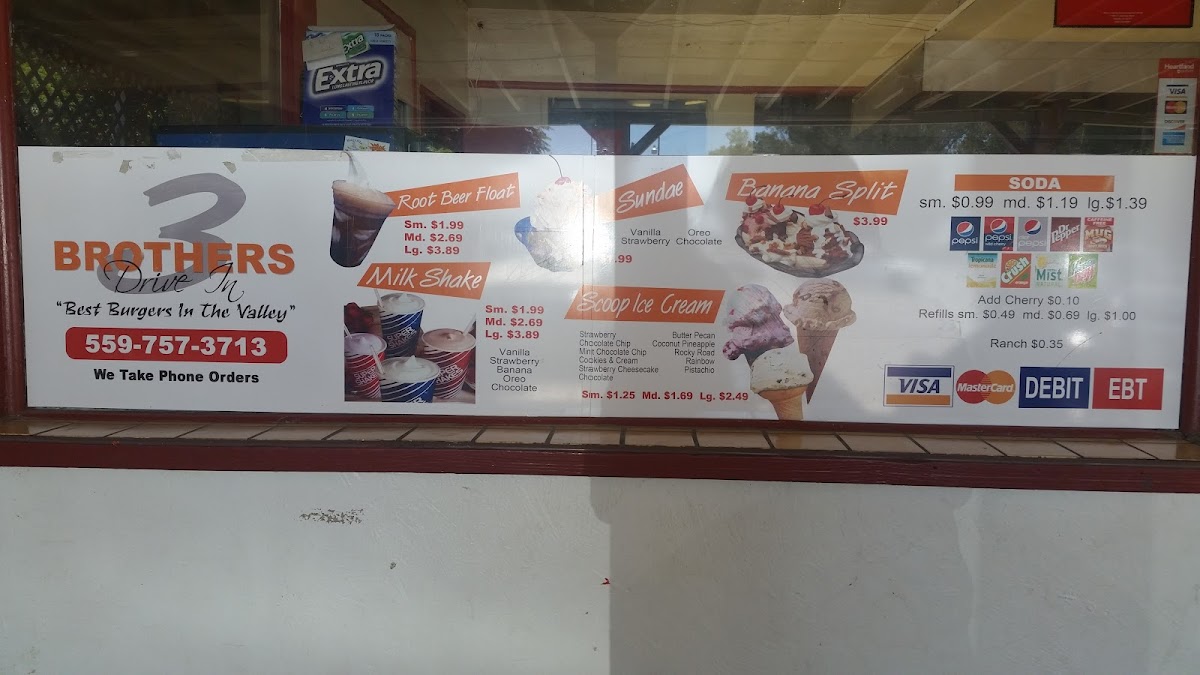 Extra
Extra
3
BROTHERS
Drive In
"Best Burgers In The Valley"
559-757-3713
We Take Phone Orders
Root Beer Float
Sm. $1.99
Md. $2.69
Lg. $3.89
Milk Shake
Sm. $1.99
Md. $2.69
Lg. $3.89
Vanilla
Strawberry
Banana
Oreo
Chocolate
Sundae
Vanilla Oreo
Strawberry Chocolate
.99
Scoop Ice Cream
Strawberry
Chocolate Chip
Mint Chocolate Chip
Cookies & Cream
Strawberry Cheesecake
Chocolate
Butter Pecan
Coconut Pineapple
Rocky Road
Rainbow
Pistachio
Sm. $1.25 Md. $1.69 Lg. $2.49
Banana Split
$3.99
SODA
sm. $0.99 md. $1.19 lg.$1.39
pepsi
pepsi
pepsi
Dr Pepper
MUG
Tropicana
Crush
Mist
Add Cherry $0.10
Refills sm. $0.49 md. $0.69 lg. $1.00
Ranch $0.35
VISA
MasterCard
DEBIT
EBT
Heartland
VISA